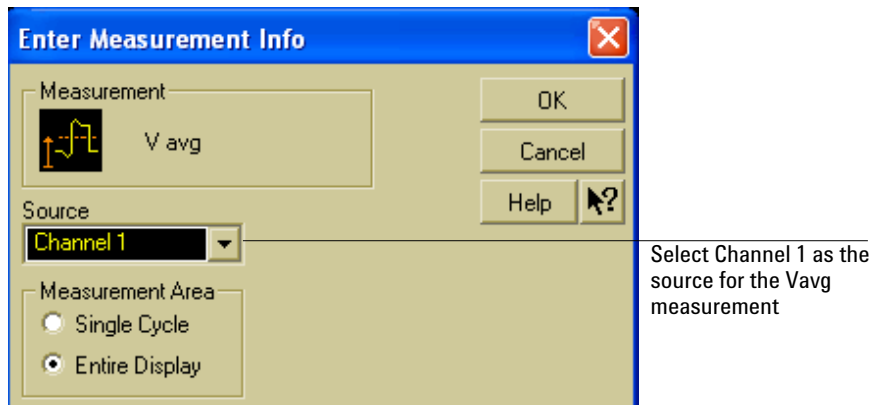 Enter Measurement Info
Measurement
V avg
OK
Cancel
Help
?
Source
Channel 1
Select Channel 1 as the
source for the Vavg
measurement
Measurement Area
Single Cycle
Entire Display